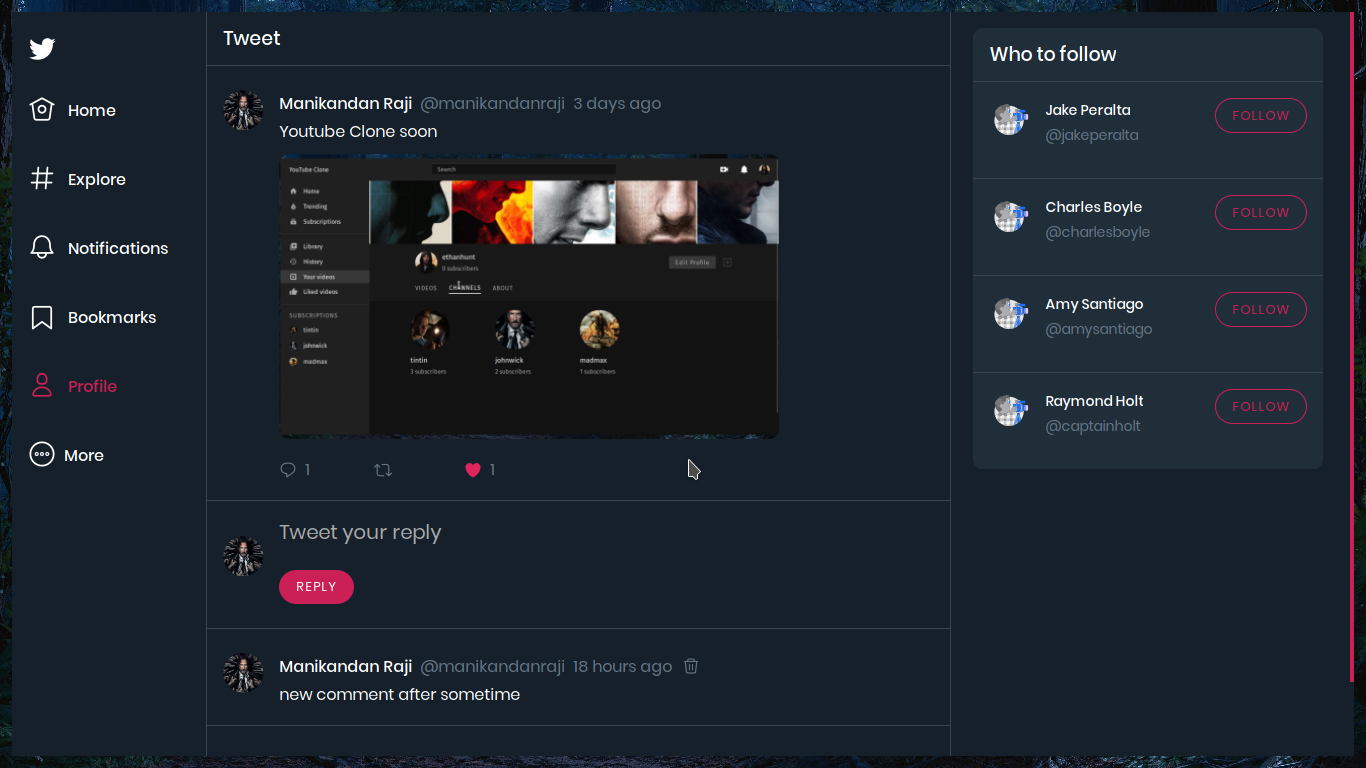 Home
Explore
Notifications
Bookmarks
Profile
More
Tweet
Manikandan Raji @manikandanraji 3 days ago
Youtube Clone soon
YouTube Clone
Search
Home
Trending
Subscriptions
Library
History
Your videos
Liked videos
SUBSCRIPTIONS
tintin
johnwick
madmax
ethanhunt
0 subscribers
Edit Profile
VIDEOS CHANNELS ABOUT
tintin johnwick madmax
3 subscribers 2 subscribers 1 subscribers
1 1
Tweet your reply
REPLY
Manikandan Raji @manikandanraji 18 hours ago
new comment after sometime
Who to follow
Jake Peralta
@jakeperalta
FOLLOW
Charles Boyle
@charlesboyle
FOLLOW
Amy Santiago
@amysantiago
FOLLOW
Raymond Holt
@captainholt
FOLLOW